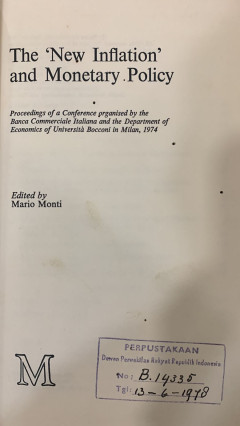 The 'New Inflation'
and Monetary Policy
Proceedings of a Conference organised by the
Banca Commerciale Italiana and the Department of
Economics of Università Bocconi in Milan, 1974
Edited by
Mario Monti
M
PERPUSTAKAAN
Dewan Perwakilan Rakyat Republik Indonesia
No: B.14335
Tgl: 13-6-1978